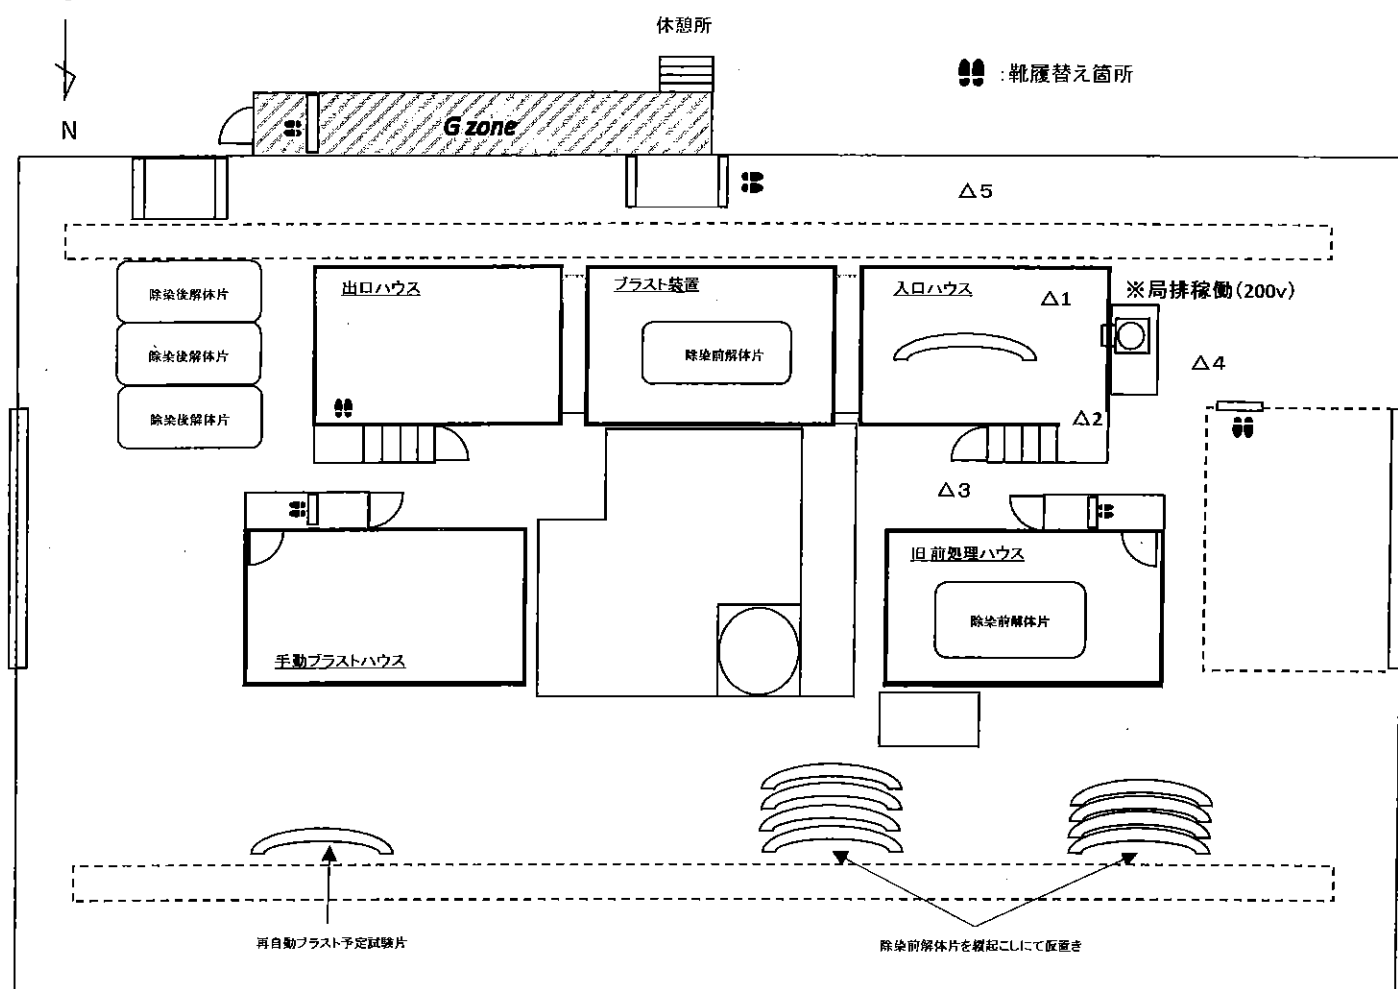 休憩所
:靴履替え箇所
N
G zone
△5
出口ハウス
ブラスト装置
入口ハウス
△1
※局排稼働(200v)
除染後解体片
除染後解体片
除染後解体片
除染前解体片
△4
△2
△3
旧前処理ハウス
除染前解体片
手動ブラストハウス
再自動ブラスト予定試験片
除染前解体片を縦起こしにて仮置き